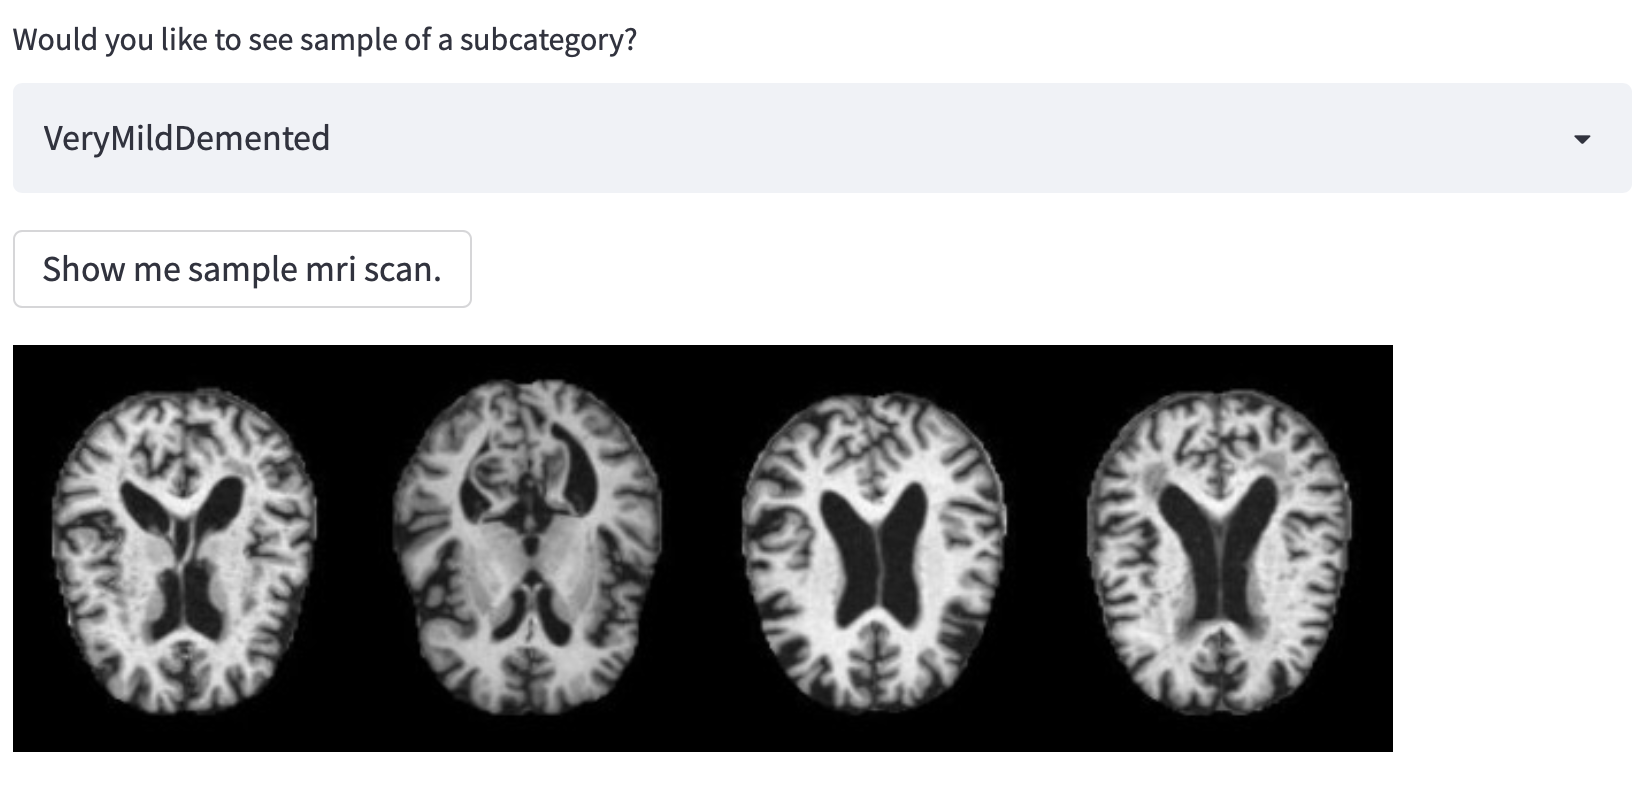 Would you like to see sample of a subcategory?
VeryMildDemented
Show me sample mri scan.